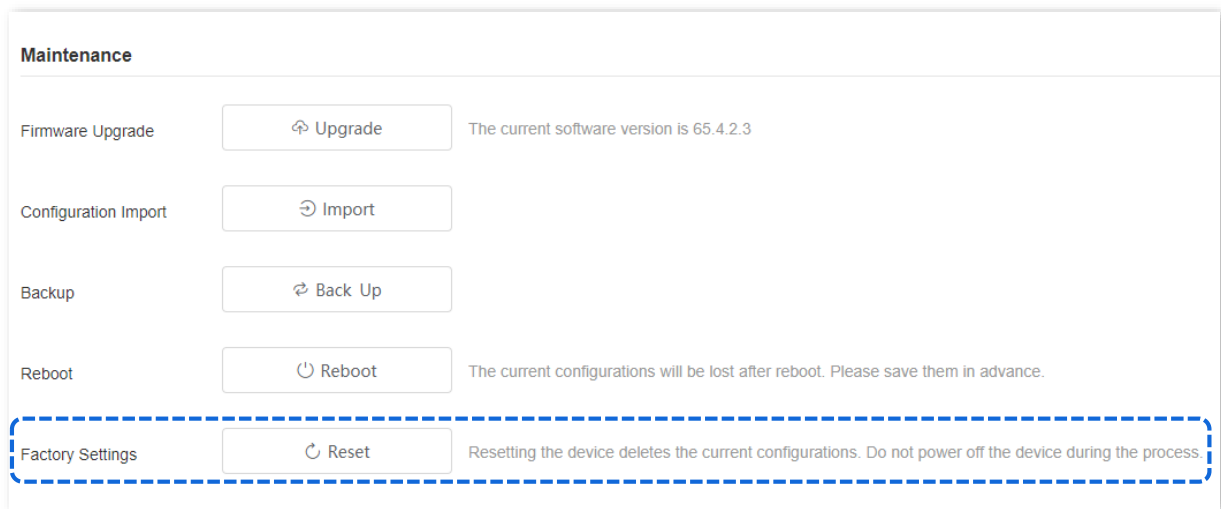 Maintenance
Firmware Upgrade Upgrade The current software version is 65.4.2.3
Configuration Import Import
Backup Back Up
Reboot Reboot The current configurations will be lost after reboot. Please save them in advance.
Factory Settings Reset Resetting the device deletes the current configurations. Do not power off the device during the process.